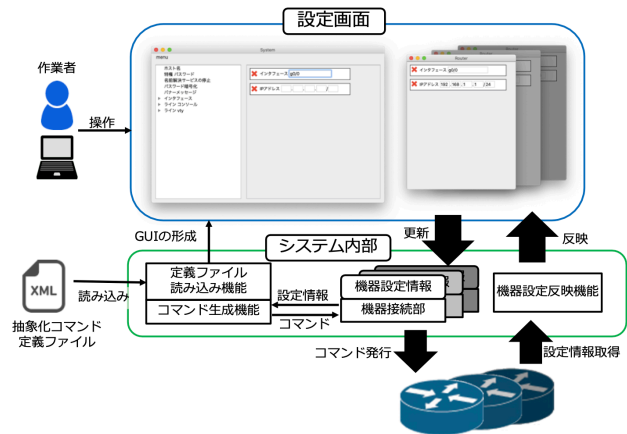 設定画面
作業者
操作
System
menu
ホスト名
特権 パスワード
名前解決サービスの停止
パスワード暗号化
バナーメッセージ
インタフェース
ライン コンソール
ライン vty
インタフェース g0/0
IPアドレス . . . /
Router
インタフェース g0/0
IPアドレス 192 . 168 . 1 . 1 / 24
GUIの形成
更新
反映
システム内部
XML
読み込み
抽象化コマンド
定義ファイル
定義ファイル
読み込み機能
コマンド生成機能
設定情報
コマンド
機器設定情報
報
機器接続部
機器設定反映機能
コマンド発行
設定情報取得